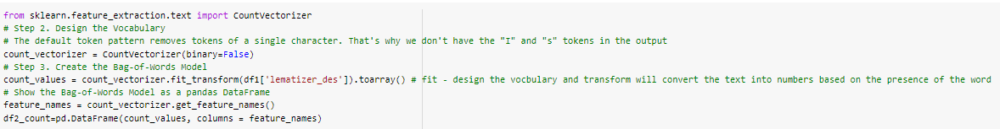 from sklearn.feature_extraction.text import CountVectorizer
# Step 2. Design the Vocabulary
# The default token pattern removes tokens of a single character. That's why we don't have the "I" and "s" tokens in the output
count_vectorizer = CountVectorizer(binary=False)
# Step 3. Create the Bag-of-Words Model
count_values = count_vectorizer.fit_transform(df1['lematizer_des']).toarray() # fit - design the vocbulary and transform will convert the text into numbers based on the presence of the word
# Show the Bag-of-Words Model as a pandas DataFrame
feature_names = count_vectorizer.get_feature_names()
df2_count=pd.DataFrame(count_values, columns = feature_names)